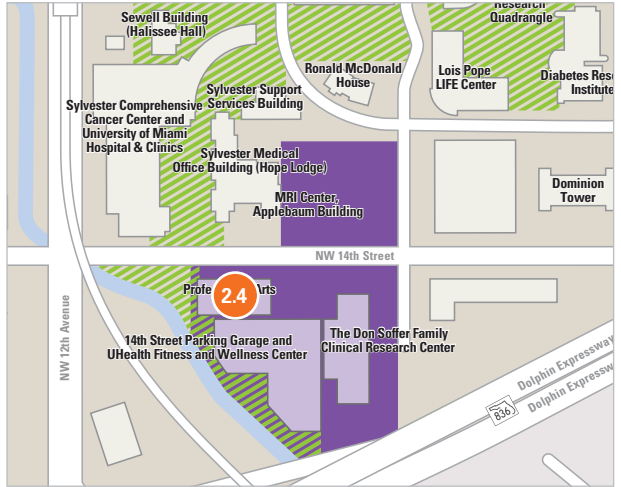 Sewell Building
(Halissee Hall)
Research
Quadrangle
Ronald McDonald
House
Lois Pope
LIFE Center
Diabetes Res
Institute
Sylvester Support
Services Building
Sylvester Comprehensive
Cancer Center and
University of Miami
Hospital & Clinics
Sylvester Medical
Office Building (Hope Lodge)
MRI Center,
Applebaum Building
Dominion
Tower
NW 14th Street
Profe
2.4
Arts
14th Street Parking Garage and
UHealth Fitness and Wellness Center
The Don Soffer Family
Clinical Research Center
NW 12th Avenue
Dolphin Expressway
Dolphin Expressw
836